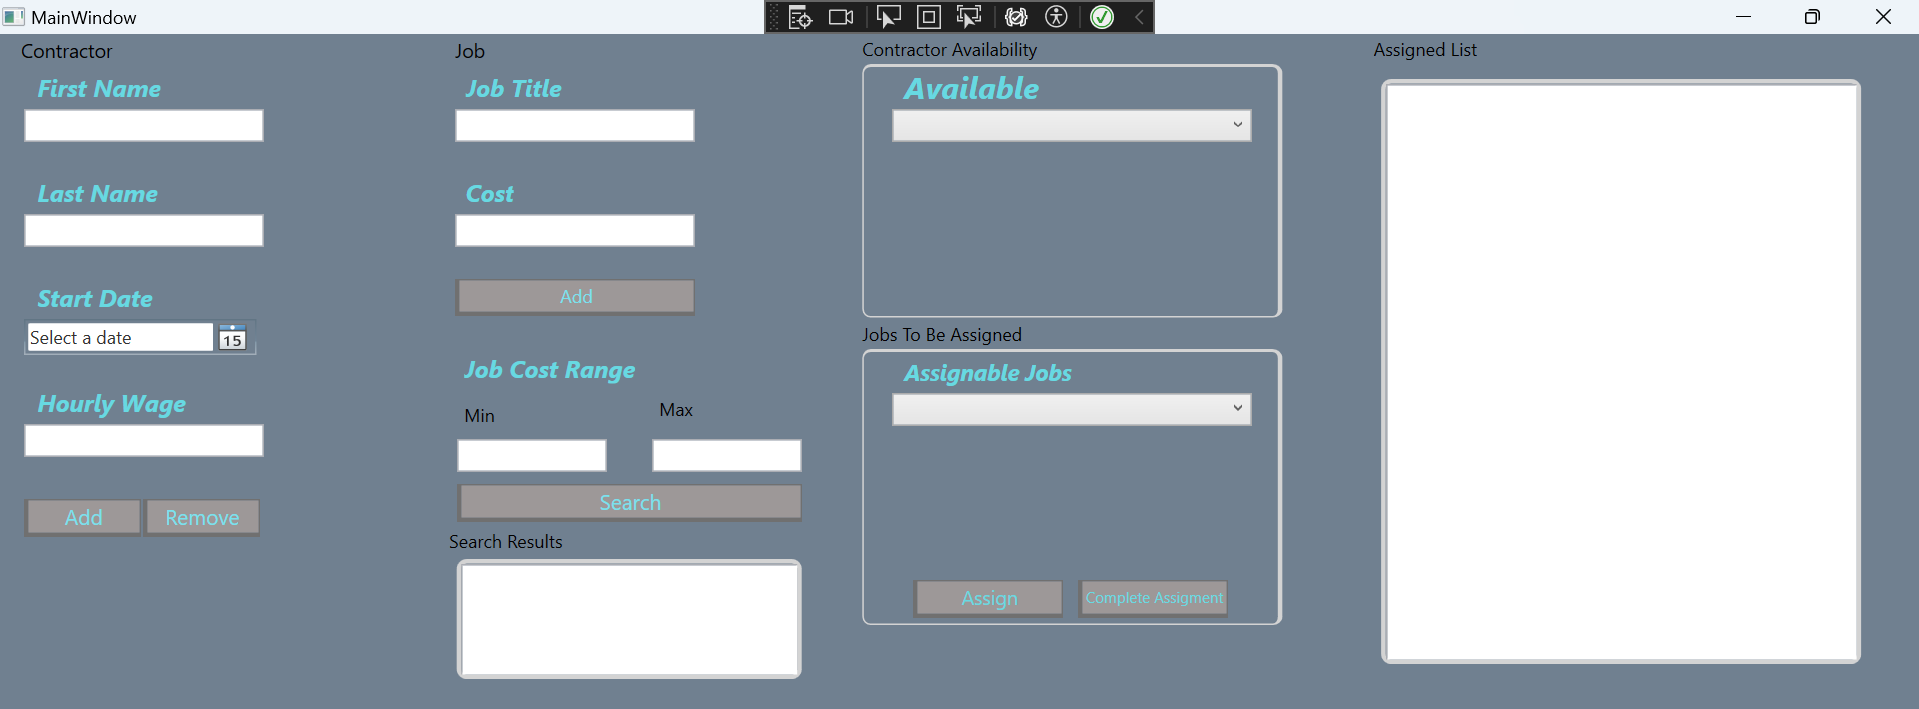 MainWindow
Contractor
First Name
Last Name
Start Date
Select a date
15
Hourly Wage
Add
Remove
Job
Job Title
Cost
Add
Job Cost Range
Min
Max
Search
Search Results
Contractor Availability
Available
Jobs To Be Assigned
Assignable Jobs
Assign
Complete Assigment
Assigned List